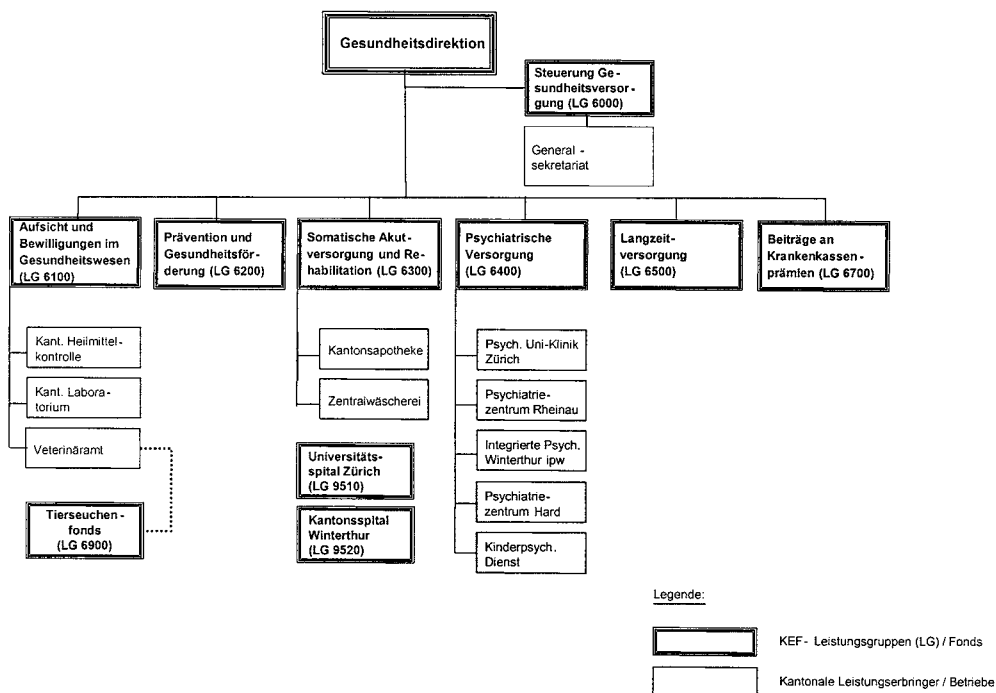 Gesundheitsdirektion
Steuerung Ge-
sundheitsversor-
gung (LG 6000)
General -
sekretariat
Aufsicht und
Bewilligungen im
Gesundheitswesen
(LG 6100)
Prävention und
Gesundheitsför-
derung (LG 6200)
Somatische Akut-
versorgung und Re-
habilitation (LG 6300)
Psychiatrische
Versorgung
(LG 6400)
Langzeit-
versorgung
(LG 6500)
Beiträge an
Krankenkassen-
prämien (LG 6700)
Kant. Heilmittel-
kontrolle
Kant. Labora-
torium
Veterinäramt
Tierseuchen-
fonds
(LG 6900)
Kantonsapotheke
Zentralwäscherei
Universitäts-
spital Zürich
(LG 9510)
Kantonsspital
Winterthur
(LG 9520)
Psych. Uni-Klinik
Zürich
Psychiatrie-
zentrum Rheinau
Integrierte Psych.
Winterthur ipw
Psychiatrie-
zentrum Hard
Kinderpsych.
Dienst
Legende:
KEF- Leistungsgruppen (LG) / Fonds
Kantonale Leistungserbringer / Betriebe